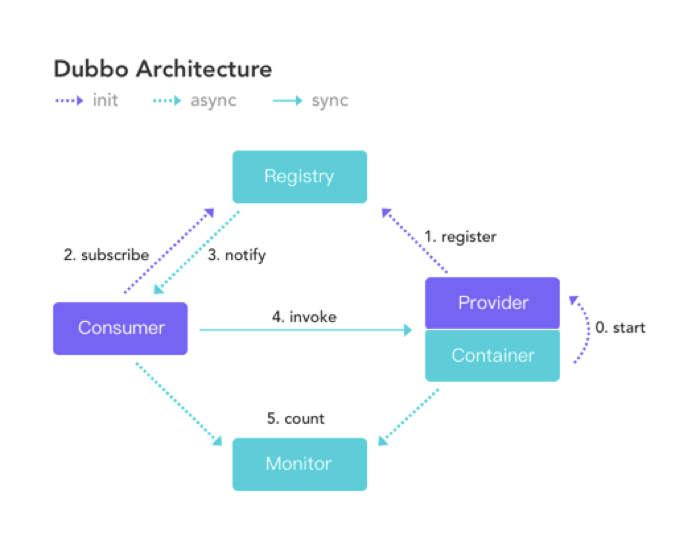 Dubbo Architecture
init async sync
Registry
2. subscribe
3. notify
1. register
Provider
Consumer
4. invoke
0. start
Container
5. count
Monitor